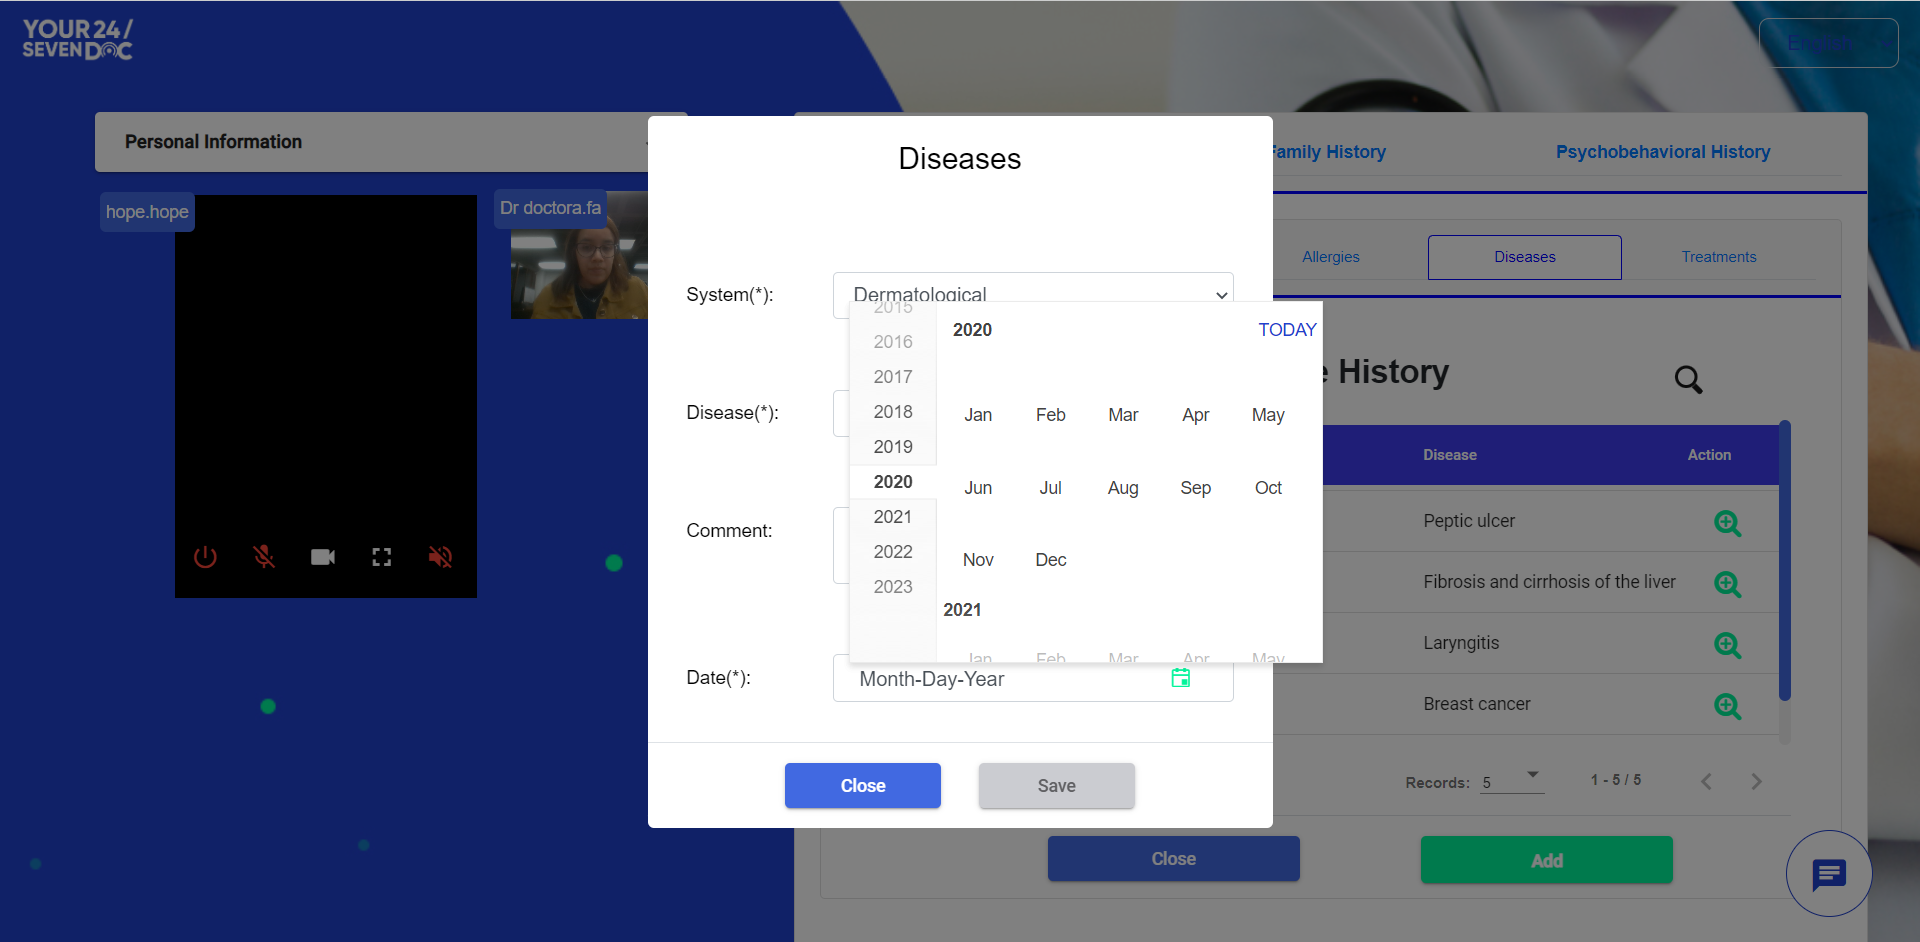 YOUR 24/
SEVEN DOC
English
Personal Information
hope.hope
Dr doctora.fa
Family History
Psychobehavioral History
Allergies
Diseases
Treatments
History
Disease
Action
Peptic ulcer
Fibrosis and cirrhosis of the liver
Laryngitis
Breast cancer
Records: 5
1 - 5 / 5
Close
Add
Diseases
System(*):
Dermatological
Disease(*):
Comment:
Date(*):
Month-Day-Year
2015
2016
2017
2018
2019
2020
2021
2022
2023
2020
TODAY
Jan Feb Mar Apr May
Jun Jul Aug Sep Oct
Nov Dec
2021
Jan Feb Mar Apr May
Close
Save